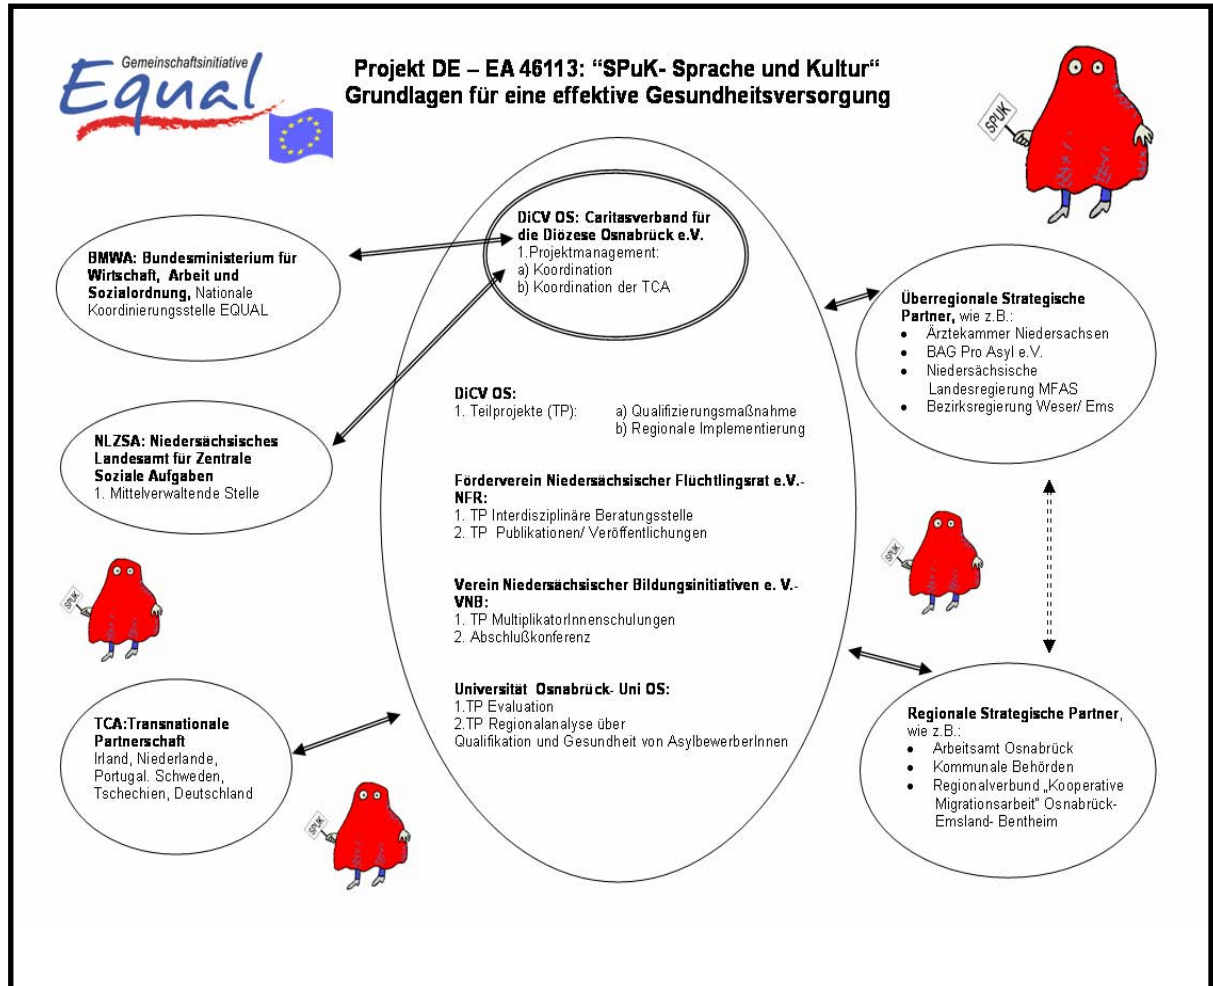 Gemeinschaftsinitiative
Equal
Projekt DE – EA 46113: “SPuK- Sprache und Kultur“
Grundlagen für eine effektive Gesundheitsversorgung
SPUK
DiCV OS: Caritasverband für
die Diözese Osnabrück e.V.
1.Projektmanagement:
a) Koordination
b) Koordination der TCA
BMWA: Bundesministerium für
Wirtschaft, Arbeit und
Sozialordnung, Nationale
Koordinierungsstelle EQUAL
Überregionale Strategische
Partner, wie z.B.:
• Ärztekammer Niedersachsen
• BAG Pro Asyl e.V.
• Niedersächsische
Landesregierung MFAS
• Bezirksregierung Weser/ Ems
DiCV OS:
1. Teilprojekte (TP): a) Qualifizierungsmaßnahme
b) Regionale Implementierung
NLZSA: Niedersächsisches
Landesamt für Zentrale
Soziale Aufgaben
1. Mittelverwaltende Stelle
Förderverein Niedersächsischer Flüchtlingsrat e.V.-
NFR:
1. TP Interdisziplinäre Beratungsstelle
2. TP Publikationen/ Veröffentlichungen
SPUK
SPUK
Verein Niedersächsischer Bildungsinitiativen e. V.-
VNB:
1. TP MultiplikatorInnenschulungen
2. Abschlußkonferenz
Universität Osnabrück- Uni OS:
1.TP Evaluation
2.TP Regionalanalyse über
Qualifikation und Gesundheit von AsylbewerberInnen
TCA:Transnationale
Partnerschaft
Irland, Niederlande,
Portugal. Schweden,
Tschechien, Deutschland
SPUK
Regionale Strategische Partner,
wie z.B.:
• Arbeitsamt Osnabrück
• Kommunale Behörden
• Regionalverbund „Kooperative
Migrationsarbeit“ Osnabrück-
Emsland- Bentheim